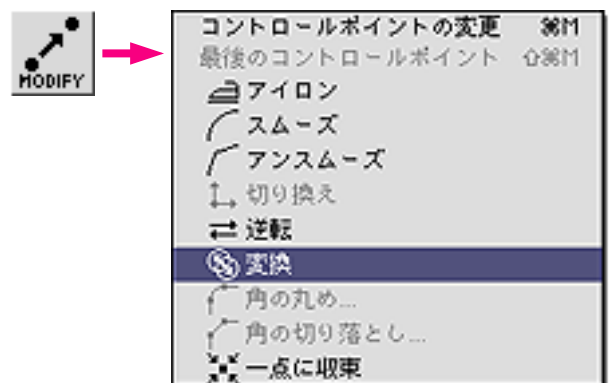 MODIFY
コントロールポイントの変更 ⌘M
最後のコントロールポイント ⇧⌘M
アイロン
スムーズ
アンスムーズ
切り換え
逆転
変換
角の丸め...
角の切り落とし...
一点に収束